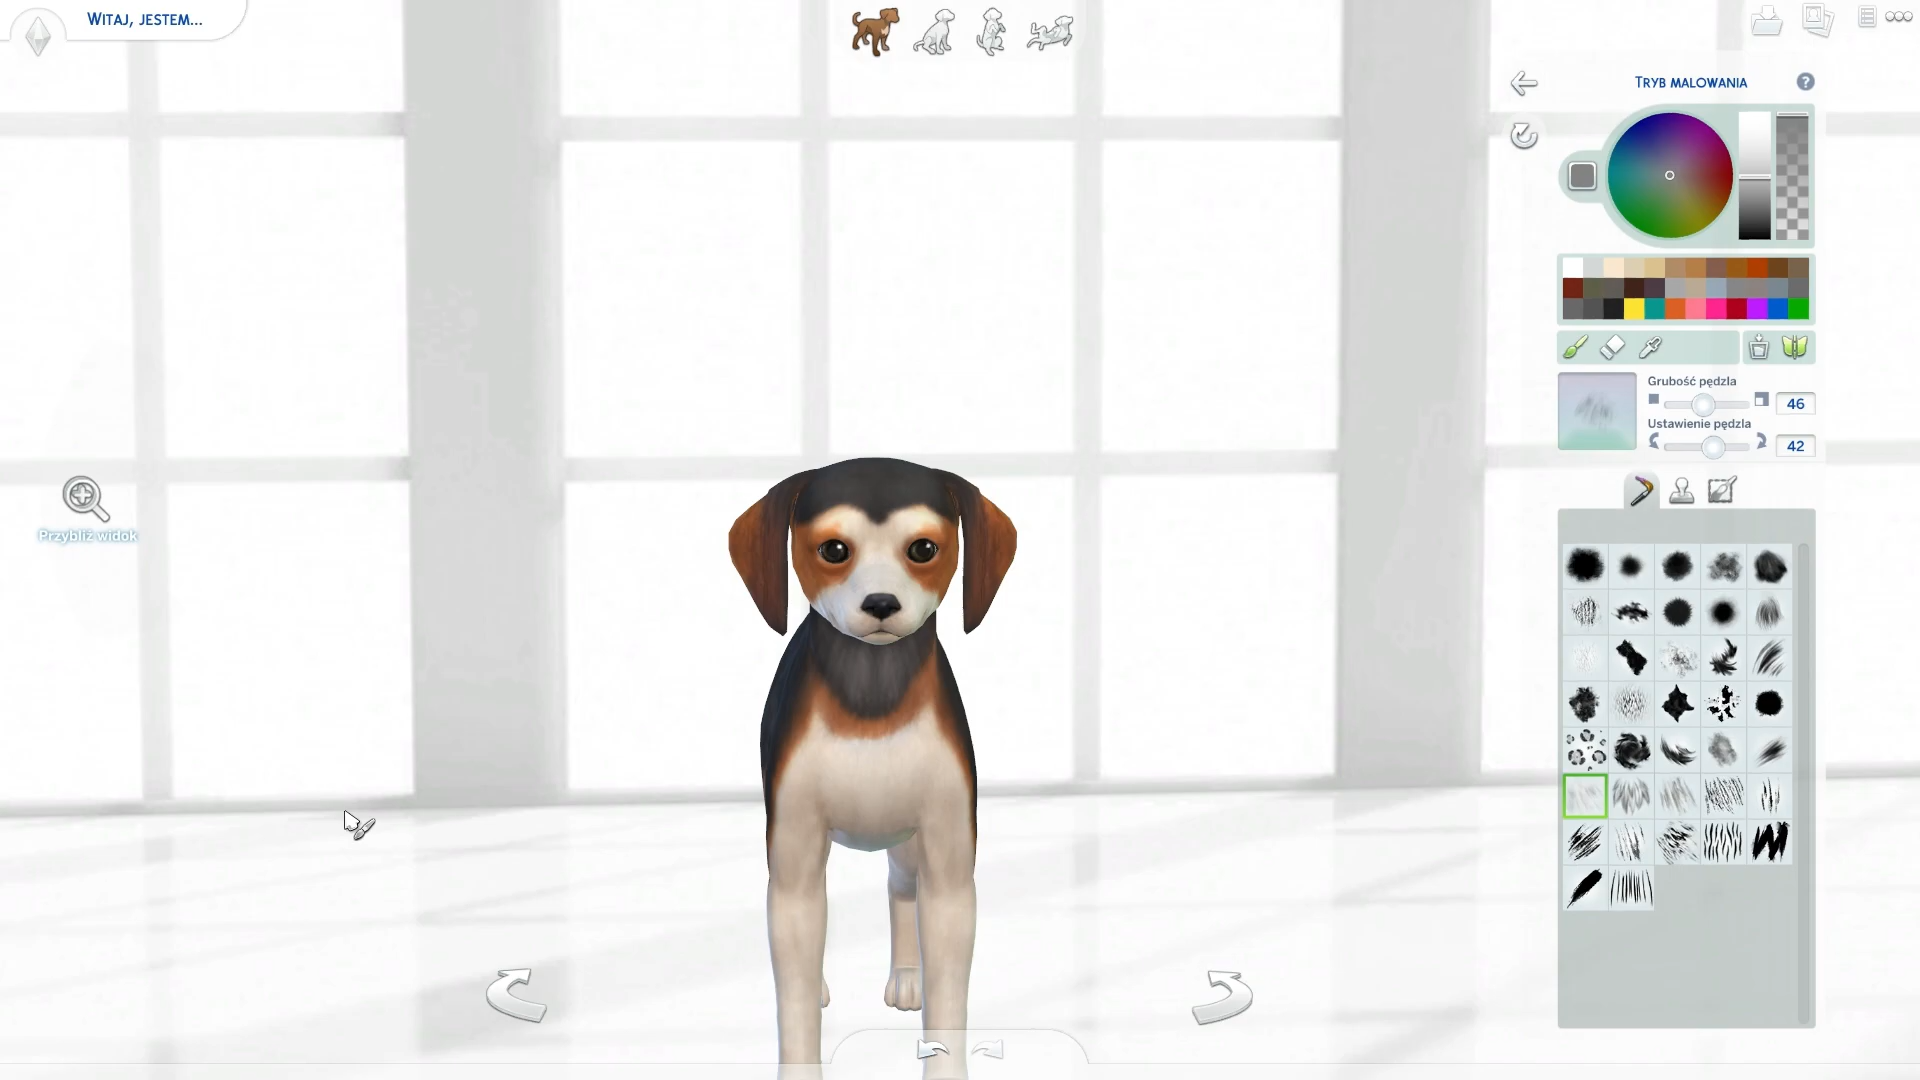 WITAJ, JESTEM...
TRYB MALOWANIA
?
Grubość pędzla
46
Ustawienie pędzla
42
Przybliż widok